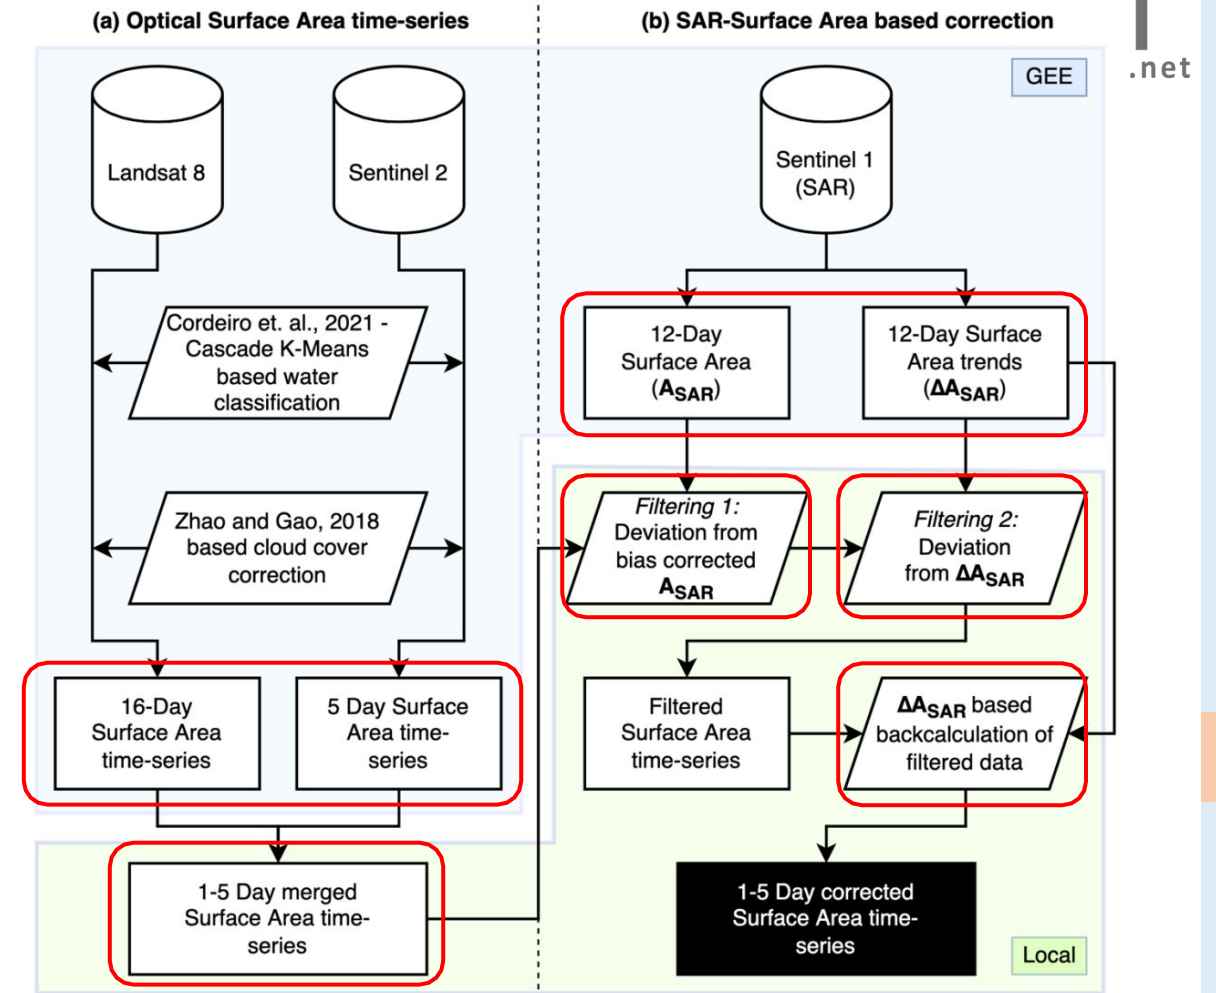 (a) Optical Surface Area time-series
(b) SAR-Surface Area based correction
.net
GEE
Landsat 8
Sentinel 2
Sentinel 1
(SAR)
Cordeiro et. al., 2021 -
Cascade K-Means
based water
classification
12-Day
Surface Area
(ASAR)
12-Day Surface
Area trends
(ΔASAR)
Zhao and Gao, 2018
based cloud cover
correction
Filtering 1:
Deviation from
bias corrected
ASAR
Filtering 2:
Deviation
from ΔASAR
16-Day
Surface Area
time-series
5 Day Surface
Area time-
series
Filtered
Surface Area
time-series
ΔASAR based
backcalculation of
filtered data
1-5 Day merged
Surface Area time-
series
1-5 Day corrected
Surface Area time-
series
Local